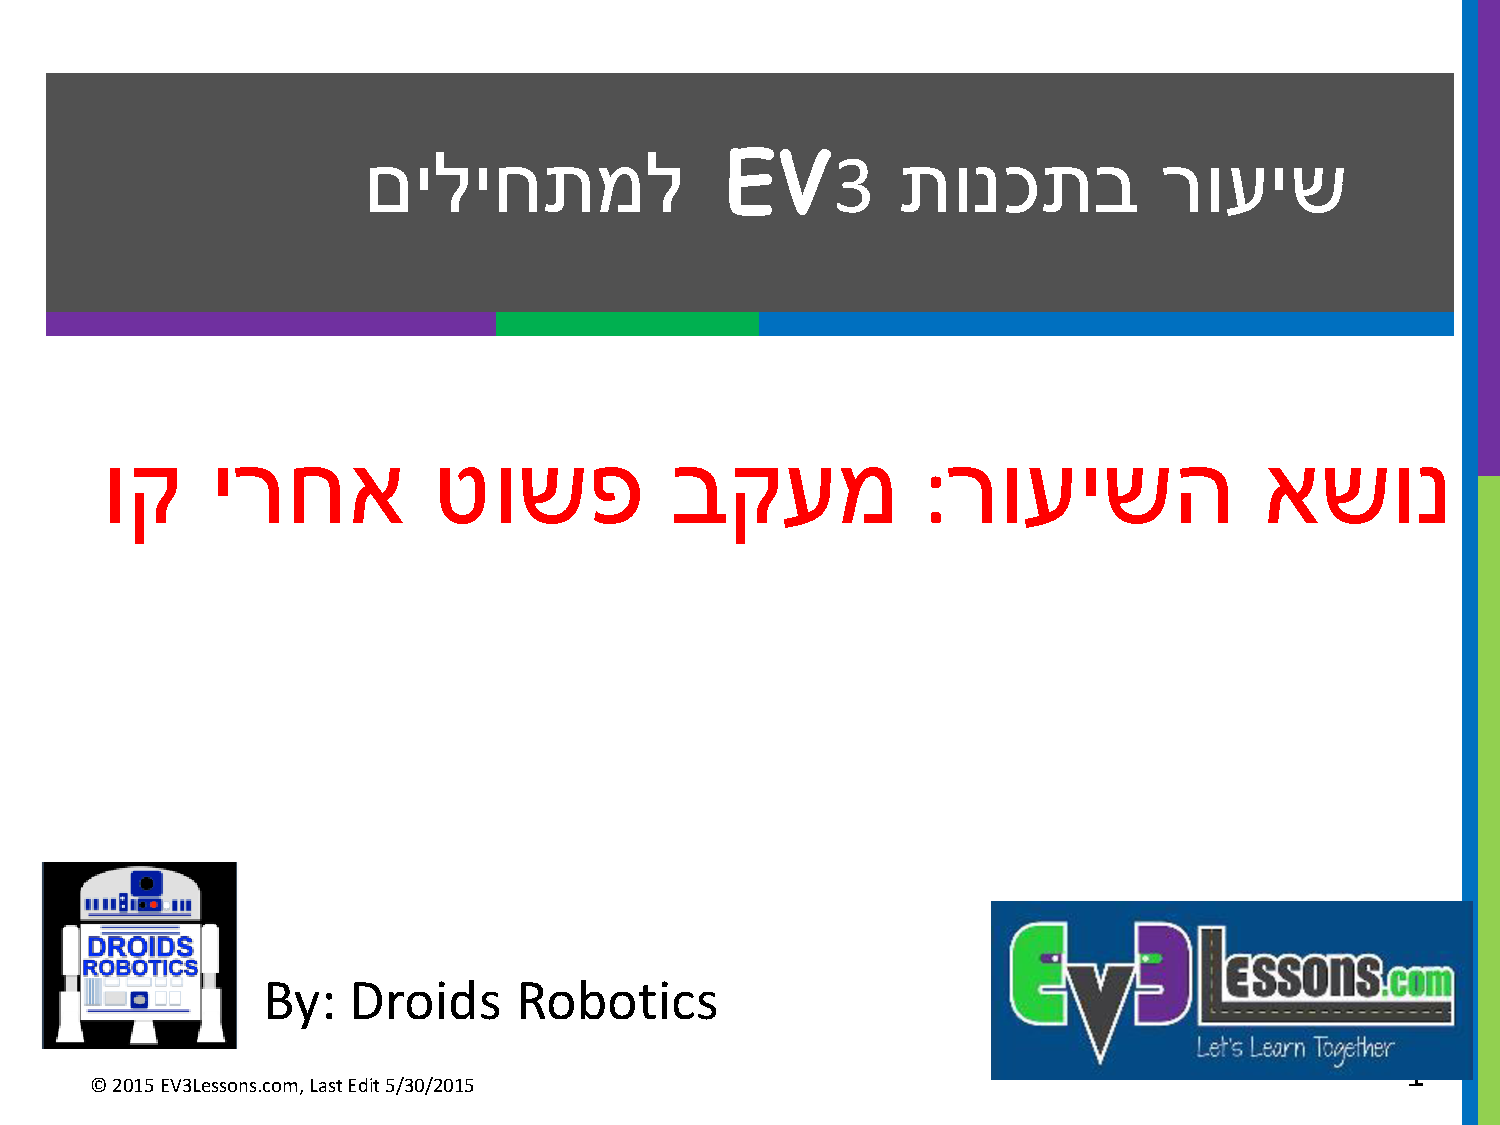 שיעור בתכנות EV3 למתחילים
נושא השיעור: מעקב פשוט אחרי קו
DROIDS
ROBOTICS
By: Droids Robotics
EV3Lessons.com
Let's Learn Together
© 2015 EV3Lessons.com, Last Edit 5/30/2015
1